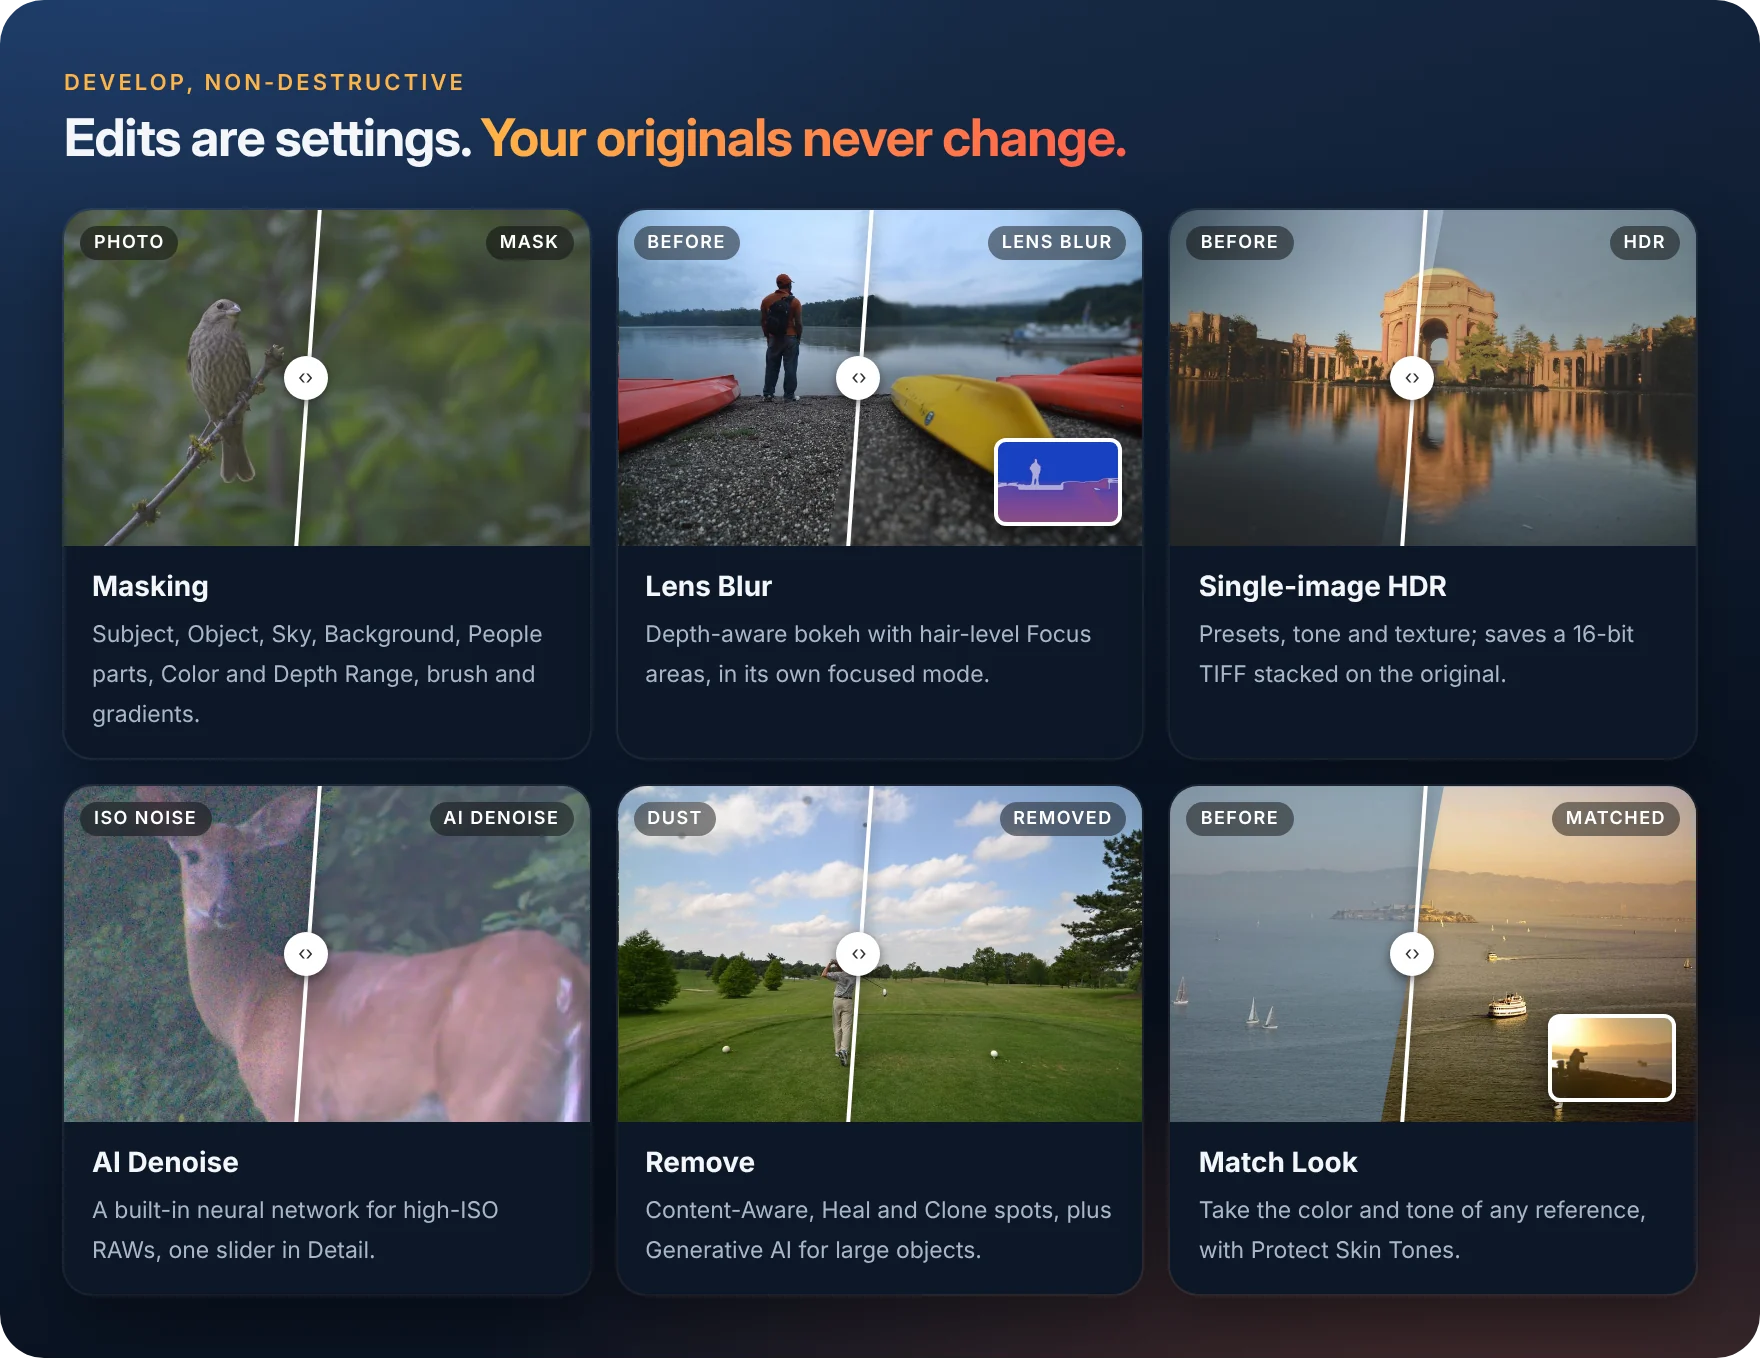 DEVELOP, NON-DESTRUCTIVE
Edits are settings. Your originals never change.
PHOTO
MASK
Masking
Subject, Object, Sky, Background, People
parts, Color and Depth Range, brush and
gradients.
BEFORE
LENS BLUR
Lens Blur
Depth-aware bokeh with hair-level Focus
areas, in its own focused mode.
BEFORE
HDR
Single-image HDR
Presets, tone and texture; saves a 16-bit
TIFF stacked on the original.
ISO NOISE
AI DENOISE
AI Denoise
A built-in neural network for high-ISO
RAWs, one slider in Detail.
DUST
REMOVED
Remove
Content-Aware, Heal and Clone spots, plus
Generative AI for large objects.
BEFORE
MATCHED
Match Look
Take the color and tone of any reference,
with Protect Skin Tones.